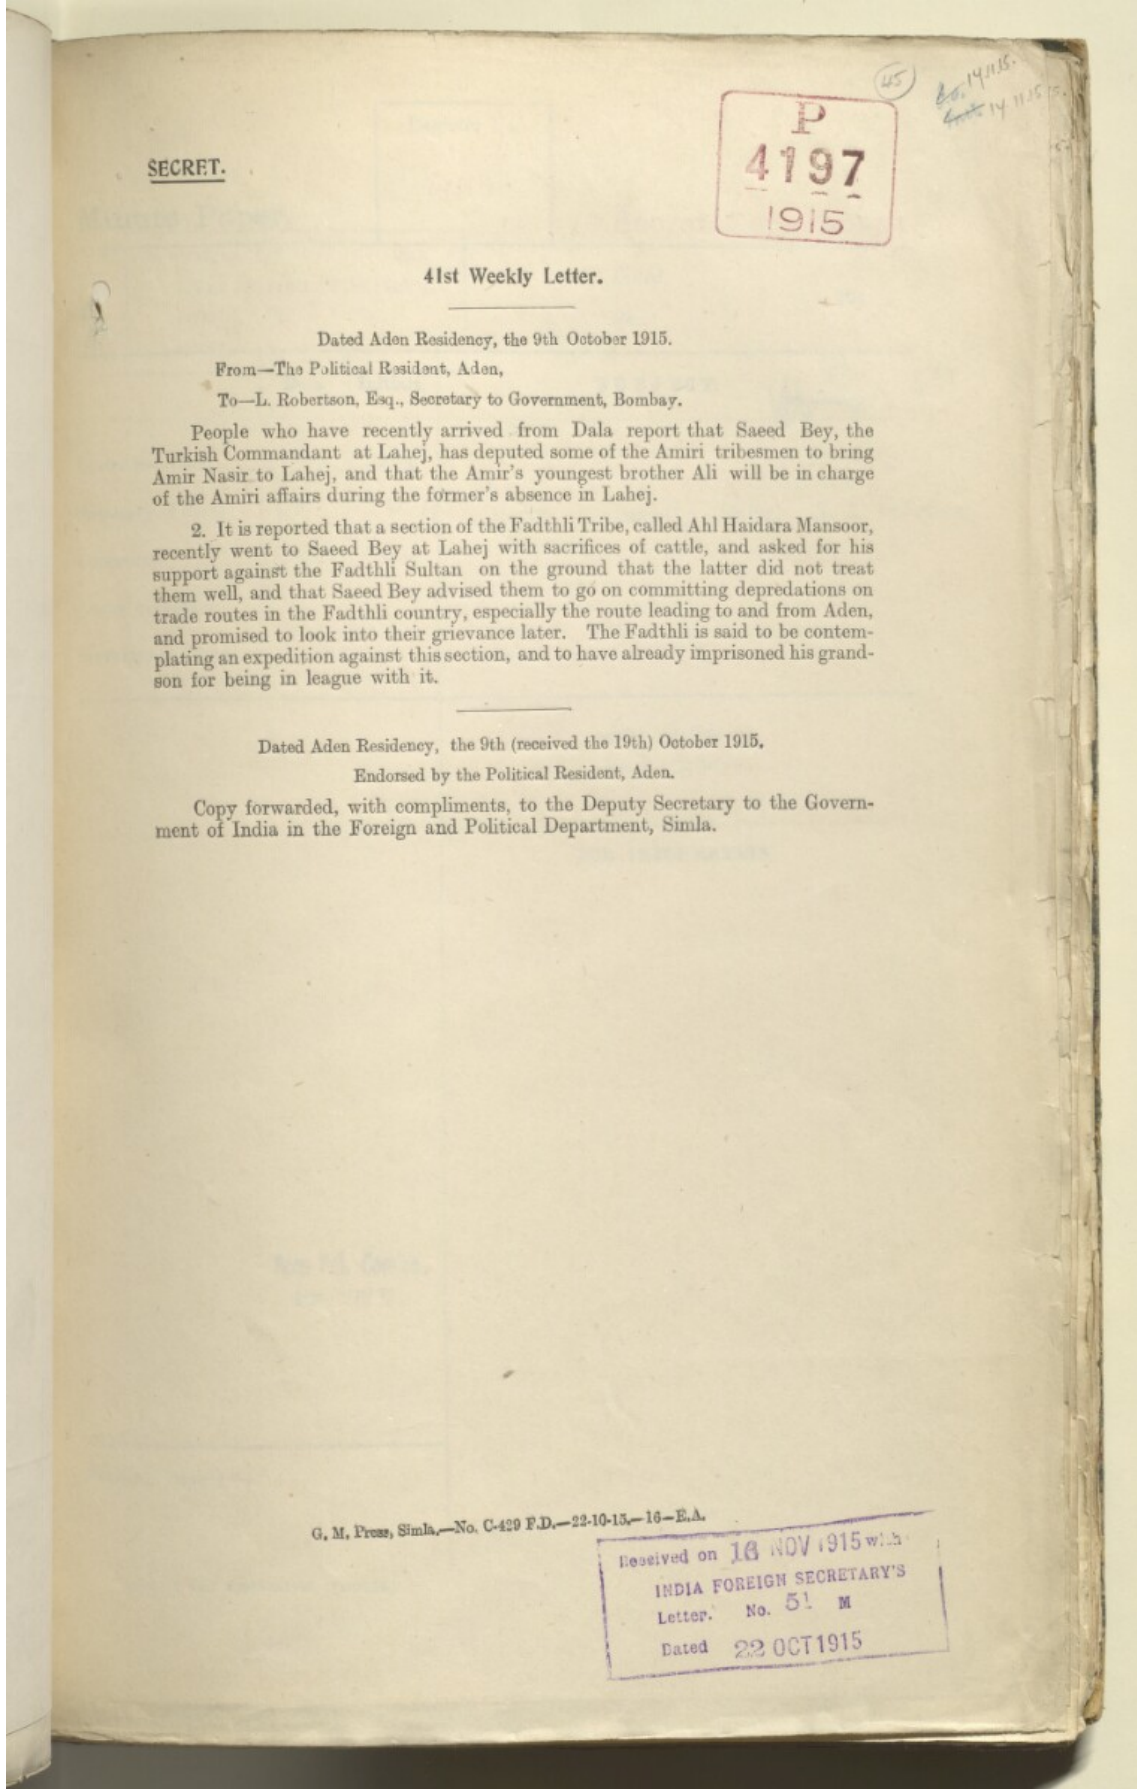 45
14.11.15.
14.11.15
P
4197
1915
SECRET.
41st Weekly Letter.
Dated Aden Residency, the 9th October 1915.
From—The Political Resident, Aden,
To—L. Robertson, Esq., Secretary to Government, Bombay.
People who have recently arrived from Dala report that Saeed Bey, the
Turkish Commandant at Lahej, has deputed some of the Amiri tribesmen to bring
Amir Nasir to Lahej, and that the Amir's youngest brother Ali will be in charge
of the Amiri affairs during the former's absence in Lahej.
2. It is reported that a section of the Fadthli Tribe, called Ahl Haidara Mansoor,
recently went to Saeed Bey at Lahej with sacrifices of cattle, and asked for his
support against the Fadthli Sultan on the ground that the latter did not treat
them well, and that Saeed Bey advised them to go on committing depredations on
trade routes in the Fadthli country, especially the route leading to and from Aden,
and promised to look into their grievance later. The Fadthli is said to be contem-
plating an expedition against this section, and to have already imprisoned his grand-
son for being in league with it.
Dated Aden Residency, the 9th (received the 19th) October 1915.
Endorsed by the Political Resident, Aden.
Copy forwarded, with compliments, to the Deputy Secretary to the Govern-
ment of India in the Foreign and Political Department, Simla.
G. M. Press, Simla.—No. C-429 F.D.—22-10-15.—16—E.A.
Received on 16 NOV 1915 with
INDIA FOREIGN SECRETARY'S
Letter. No. 51 M
Dated 22 OCT 1915